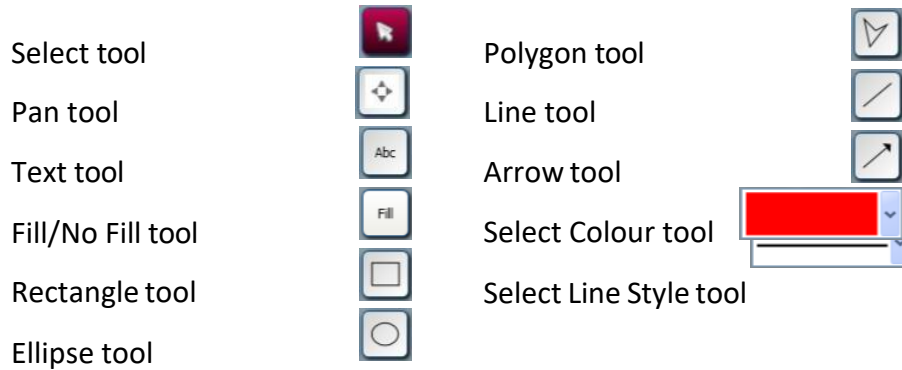 Select tool
Pan tool
Text tool
Abc
Fill/No Fill tool
Fill
Rectangle tool
Ellipse tool
Polygon tool
Line tool
Arrow tool
Select Colour tool
Select Line Style tool